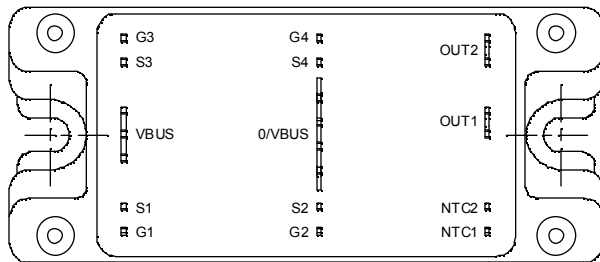 G3 G4
OUT2
S3 S4
OUT1
VBUS 0/VBUS
S1 S2 NTC2
G1 G2 NTC1